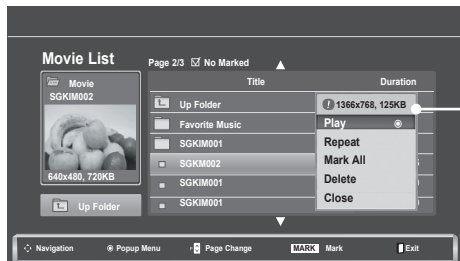 Movie List
Page 2/3 No Marked
Movie
SGKIM002
640x480, 720KB
Up Folder
Title Duration
Up Folder
Favorite Music
SGKIM001
SGKIM002
SGKIM001
SGKIM001
1366x768, 125KB
Play
Repeat
Mark All
Delete
Close
Navigation Popup Menu Page Change MARK Mark Exit